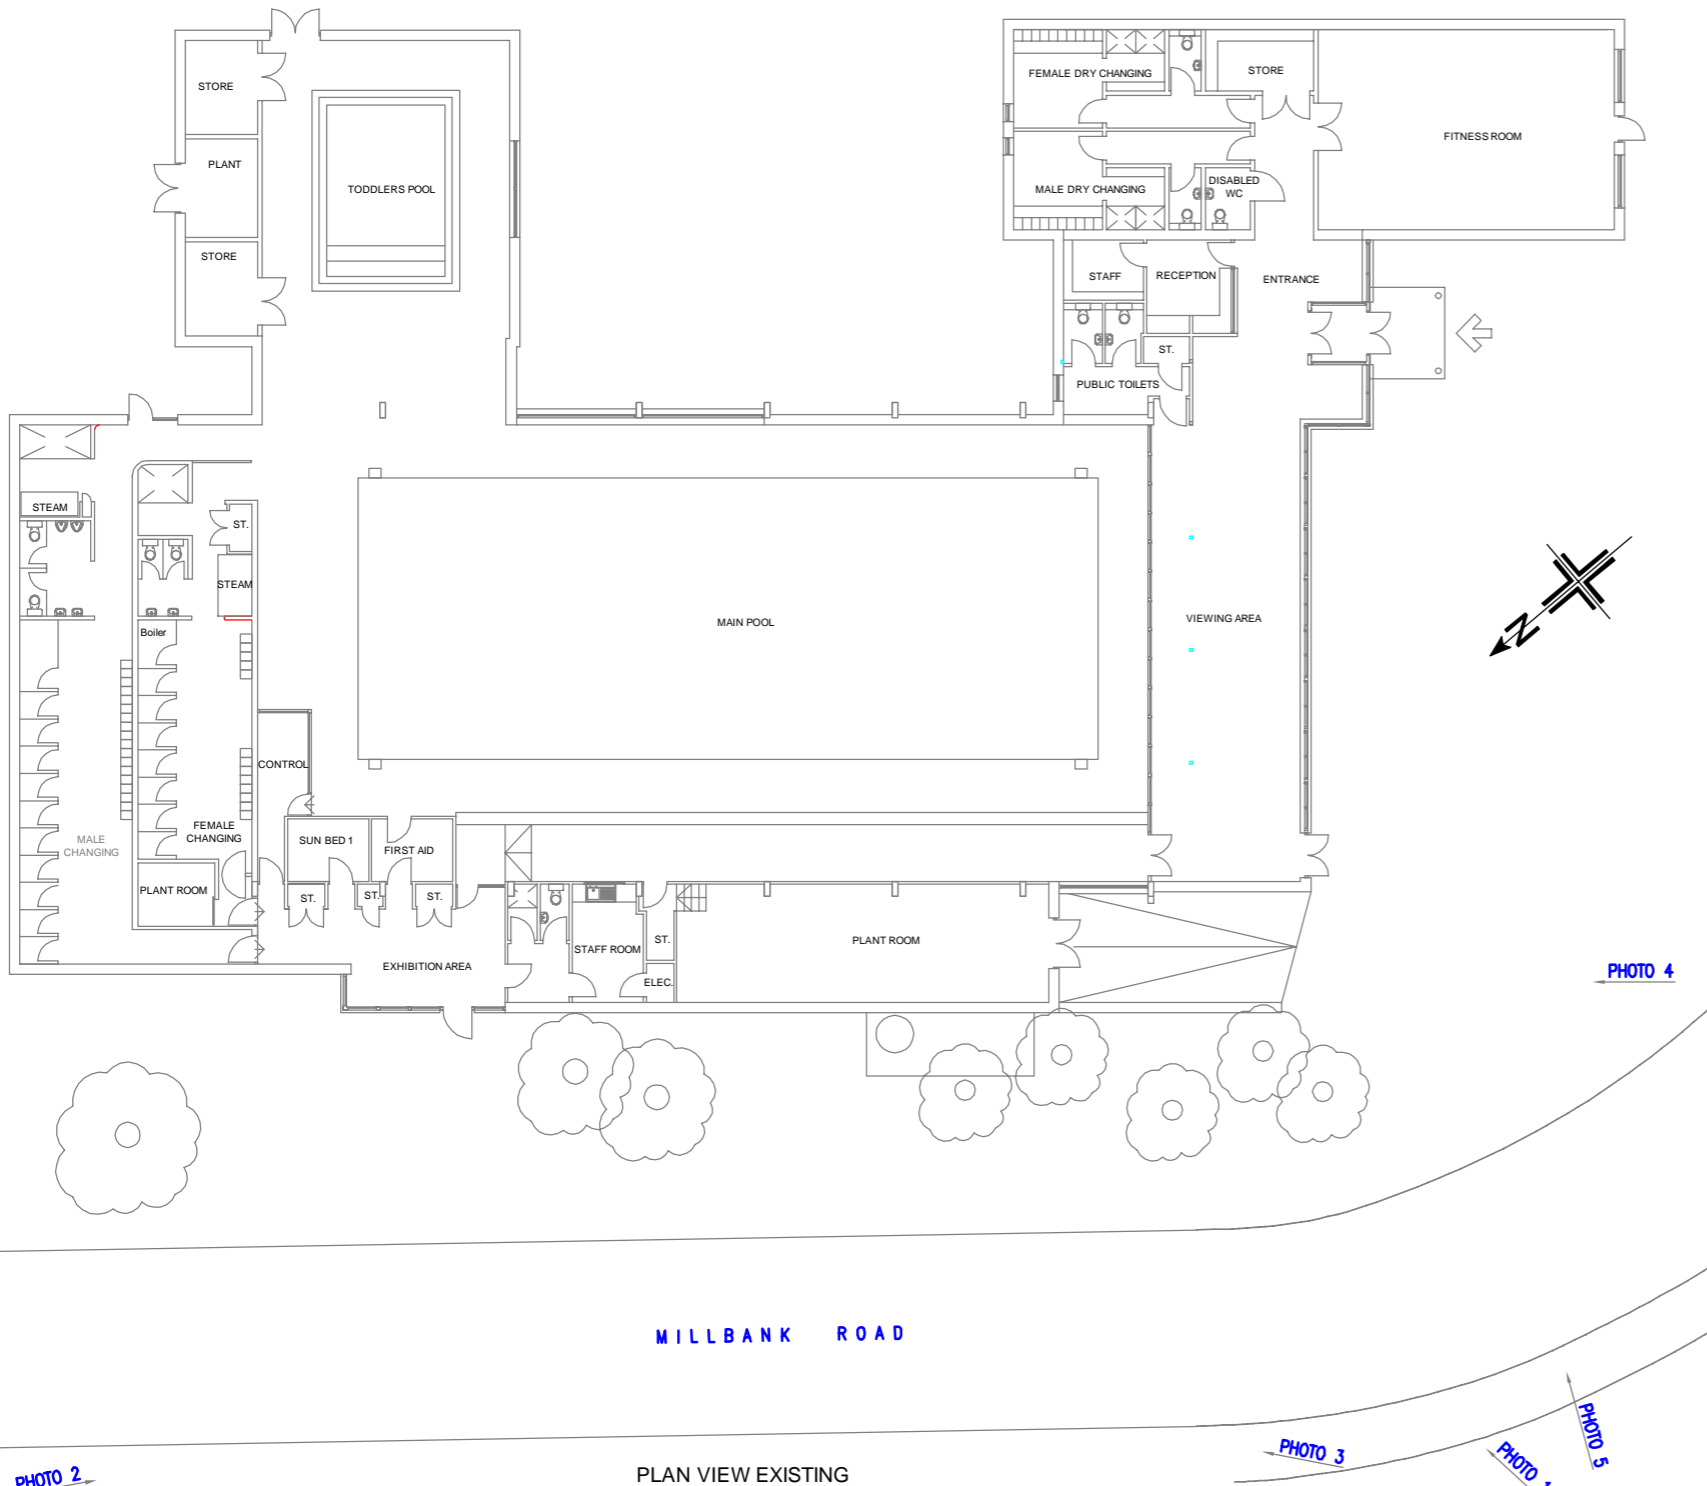 STORE
PLANT
STORE
TODDLERS POOL
FEMALE DRY CHANGING
STORE
FITNESS ROOM
MALE DRY CHANGING
DISABLED
WC
STAFF
RECEPTION
ENTRANCE
ST.
PUBLIC TOILETS
STEAM
ST.
STEAM
Boiler
MAIN POOL
VIEWING AREA
N
CONTROL
MALE
CHANGING
FEMALE
CHANGING
SUN BED 1
FIRST AID
PLANT ROOM
ST.
ST.
ST.
EXHIBITION AREA
STAFF ROOM
ST.
ELEC.
PLANT ROOM
PHOTO 4
MILLBANK ROAD
PHOTO 2
PLAN VIEW EXISTING
PHOTO 3
PHOTO
PHOTO 5